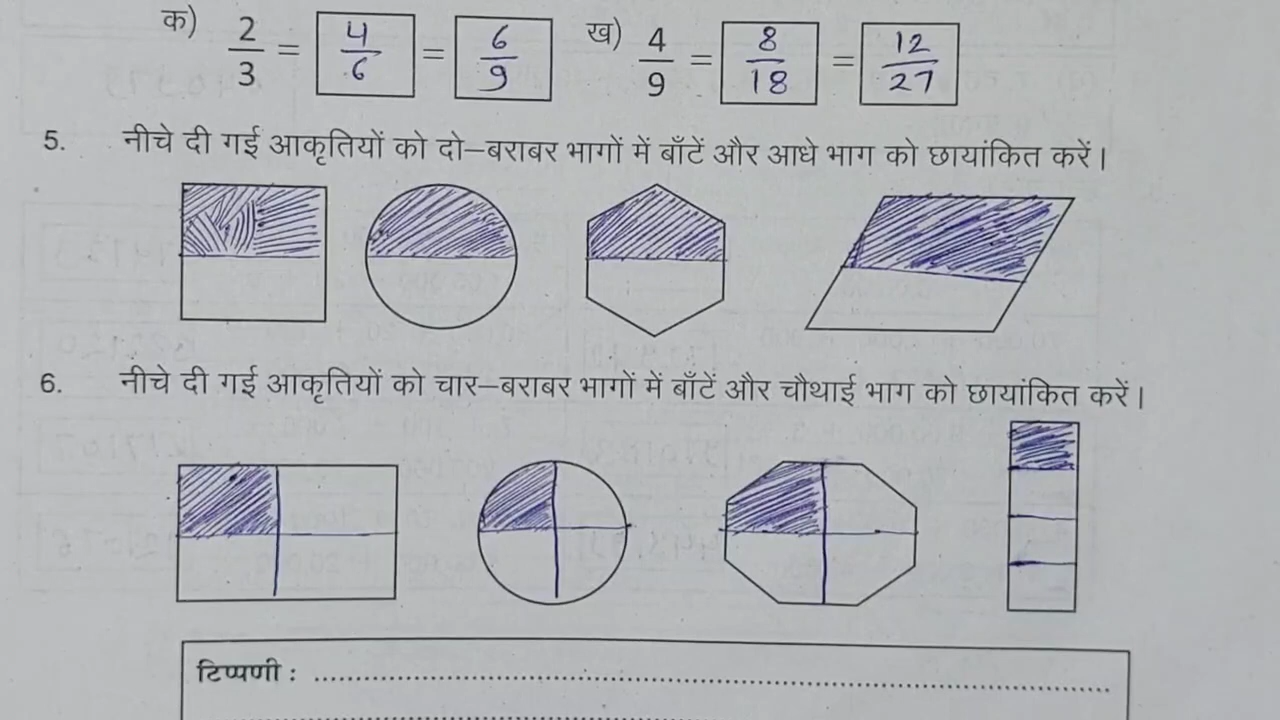 क) 2/3 = 4/6 = 6/9 ख) 4/9 = 8/18 = 12/27
5. नीचे दी गई आकृतियों को दो–बराबर भागों में बाँटें और आधे भाग को छायांकित करें।
6. नीचे दी गई आकृतियों को चार–बराबर भागों में बाँटें और चौथाई भाग को छायांकित करें।
टिप्पणी :